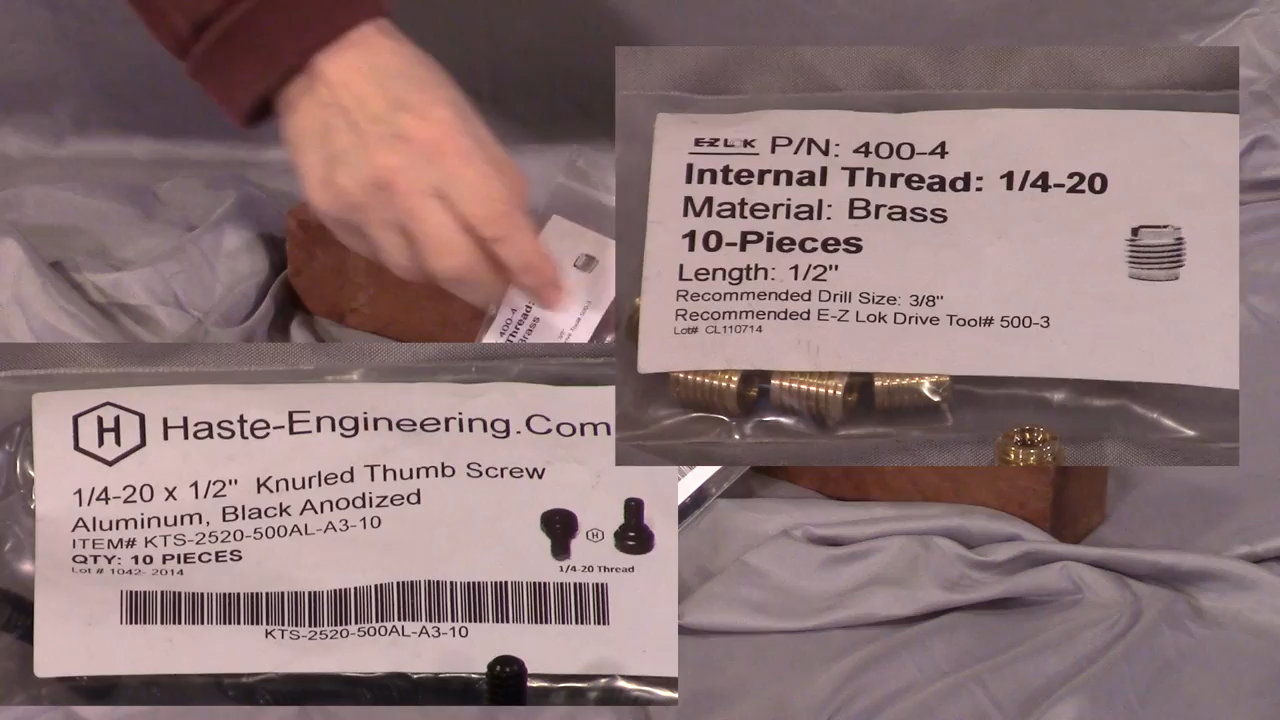 E-Z LOK P/N: 400-4
Internal Thread: 1/4-20
Material: Brass
10-Pieces
Length: 1/2"
Recommended Drill Size: 3/8"
Recommended E-Z Lok Drive Tool# 500-3
Lot# CL110714
400-4
Thread:
Brass
H Haste-Engineering.Com
1/4-20 x 1/2" Knurled Thumb Screw
Aluminum, Black Anodized
ITEM# KTS-2520-500AL-A3-10
QTY: 10 PIECES
Lot # 1042- 2014
H
1/4-20 Thread
KTS-2520-500AL-A3-10